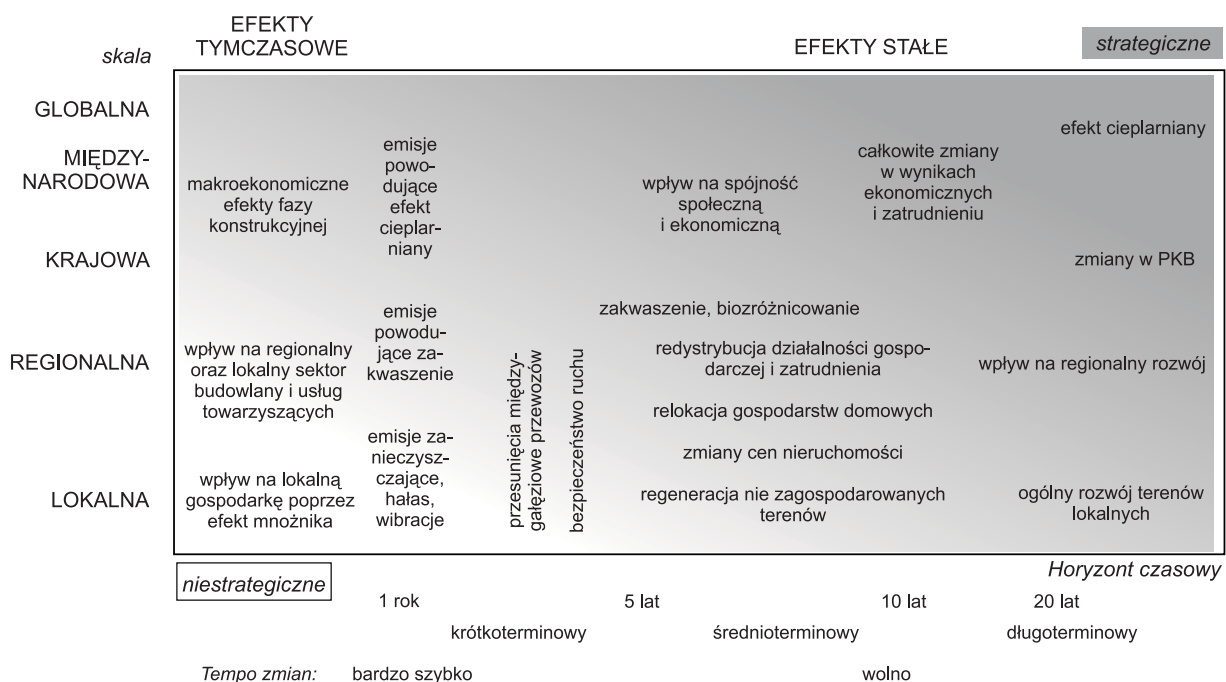 EFEKTY
TYMCZASOWE
EFEKTY STAŁE
strategiczne
skala
GLOBALNA
MIĘDZY-
NARODOWA
KRAJOWA
REGIONALNA
LOKALNA
makroekonomiczne
efekty fazy
konstrukcyjnej
wpływ na regionalny
oraz lokalny sektor
budowlany i usług
towarzyszących
wpływ na lokalną
gospodarkę poprzez
efekt mnożnika
emisje
powo-
dujące
efekt
cieplar-
niany
emisje
powodu-
jące za-
kwaszenie
emisje za-
nieczysz-
czające,
hałas,
wibracje
przesunięcia między-
gałęziowe przewozów
bezpieczeństwo ruchu
wpływ na spójność
społeczną
i ekonomiczną
całkowite zmiany
w wynikach
ekonomicznych
i zatrudnieniu
zakwaszenie, biozróżnicowanie
redystrybucja działalności gospo-
darczej i zatrudnienia
relokacja gospodarstw domowych
zmiany cen nieruchomości
regeneracja nie zagospodarowanych
terenów
efekt cieplarniany
zmiany w PKB
wpływ na regionalny rozwój
ogólny rozwój terenów
lokalnych
niestrategiczne
Horyzont czasowy
1 rok 5 lat 10 lat 20 lat
krótkoterminowy średnioterminowy długoterminowy
Tempo zmian: bardzo szybko wolno